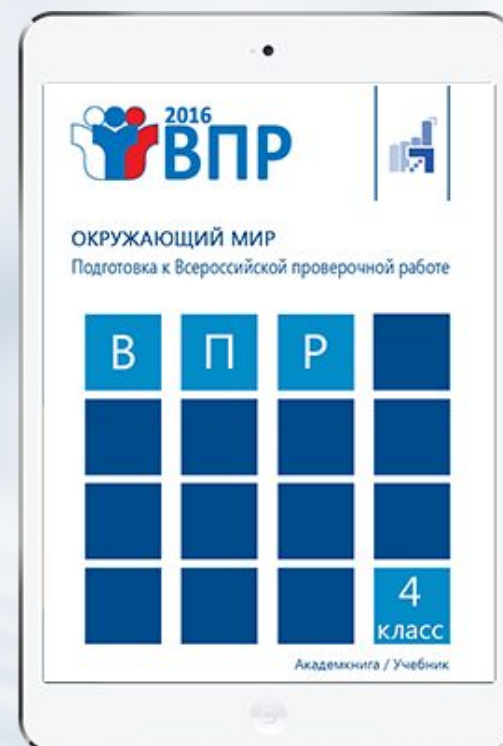 2016
ВПР
ОКРУЖАЮЩИЙ МИР
Подготовка к Всероссийской проверочной работе
В П Р
4
класс
Академкнига / Учебник